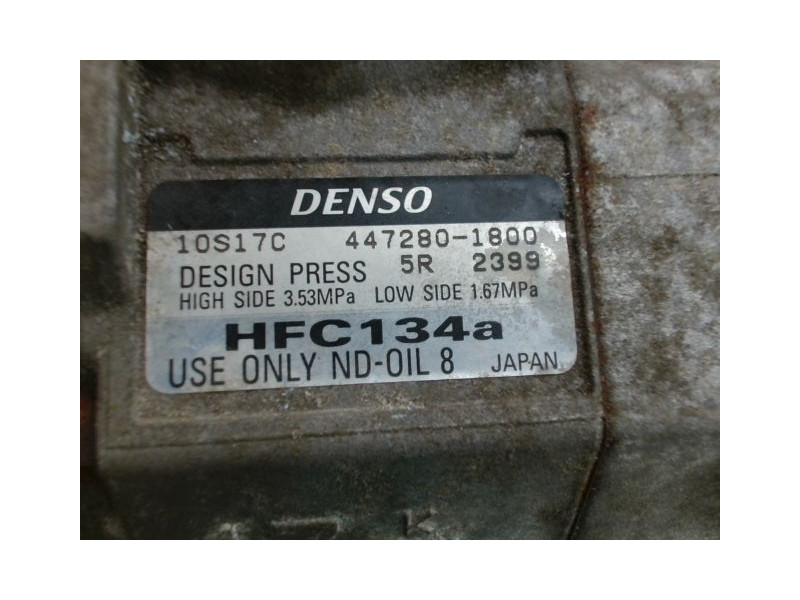 DENSO
10S17C 447280-1800
DESIGN PRESS 5R 2399
HIGH SIDE 3.53MPa LOW SIDE 1.67MPa
HFC134a
USE ONLY ND-OIL 8 JAPAN
K